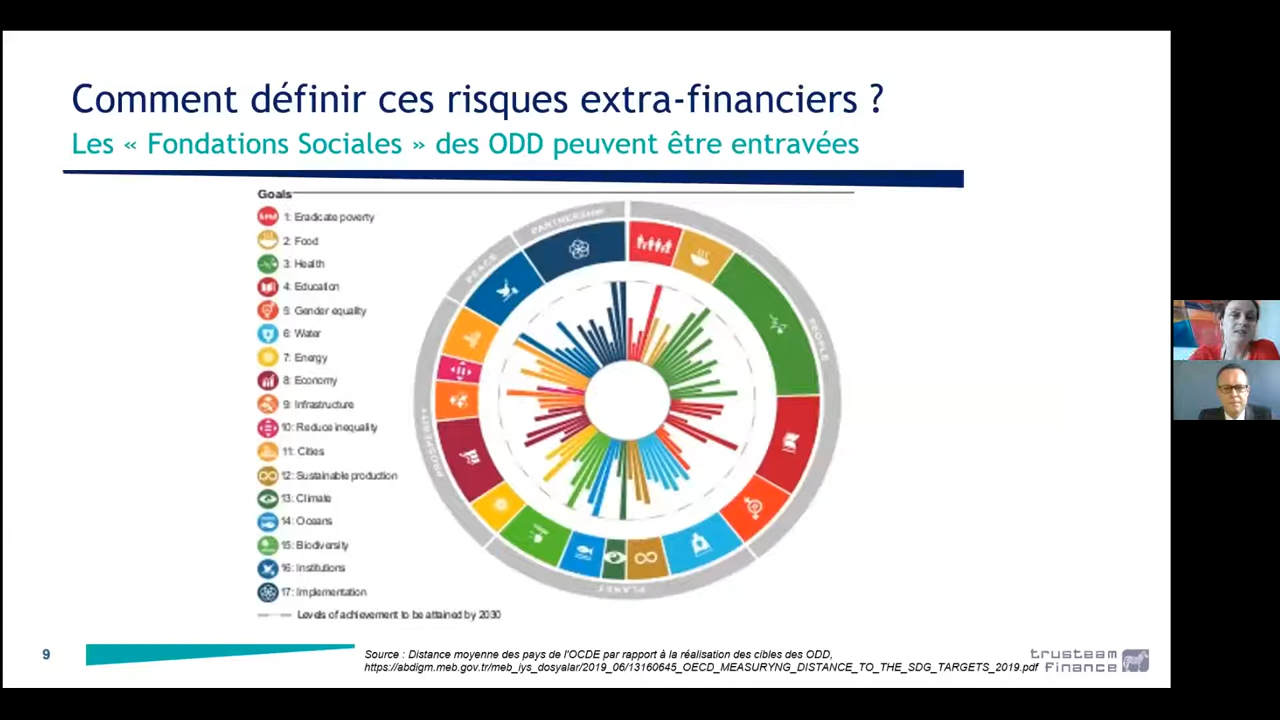 Comment définir ces risques extra-financiers ?
Les « Fondations Sociales » des ODD peuvent être entravées
Goals
1: Eradicate poverty
2: Food
3: Health
4: Education
5: Gender equality
6: Water
7: Energy
8: Economy
9: Infrastructure
10: Reduce inequality
11: Cities
12: Sustainable production
13: Climate
14: Oceans
15: Biodiversity
16: Institutions
17: Implementation
Levels of achievement to be attained by 2030
PARTNERSHIP
PEACE
PEOPLE
PROSPERITY
PLANET
9
Source : Distance moyenne des pays de l'OCDE par rapport à la réalisation des cibles des ODD,
https://abdigm.meb.gov.tr/meb_iys_dosyalar/2019_06/13160645_OECD_MEASURYNG_DISTANCE_TO_THE_SDG_TARGETS_2019.pdf
trusteam
Finance